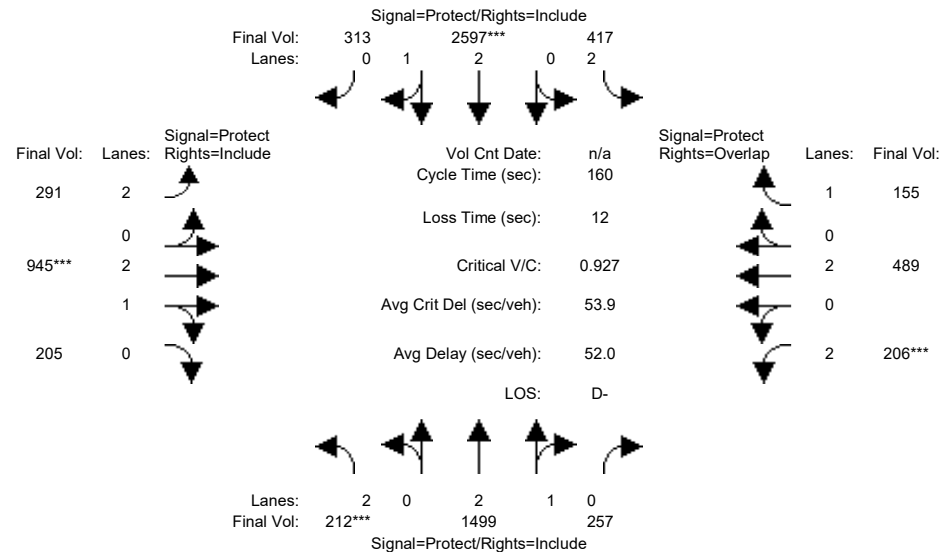 Signal=Protect/Rights=Include
Final Vol: 313 2597*** 417
Lanes: 0 1 2 0 2
Signal=Protect Signal=Protect
Final Vol: Lanes: Rights=Include Vol Cnt Date: n/a Rights=Overlap Lanes: Final Vol:
Cycle Time (sec): 160
291 2 1 155
Loss Time (sec): 12
0 0
945*** 2 Critical V/C: 0.927 2 489
1 Avg Crit Del (sec/veh): 53.9 0
205 0 Avg Delay (sec/veh): 52.0 2 206***
LOS: D-
Lanes: 2 0 2 1 0
Final Vol: 212*** 1499 257
Signal=Protect/Rights=Include